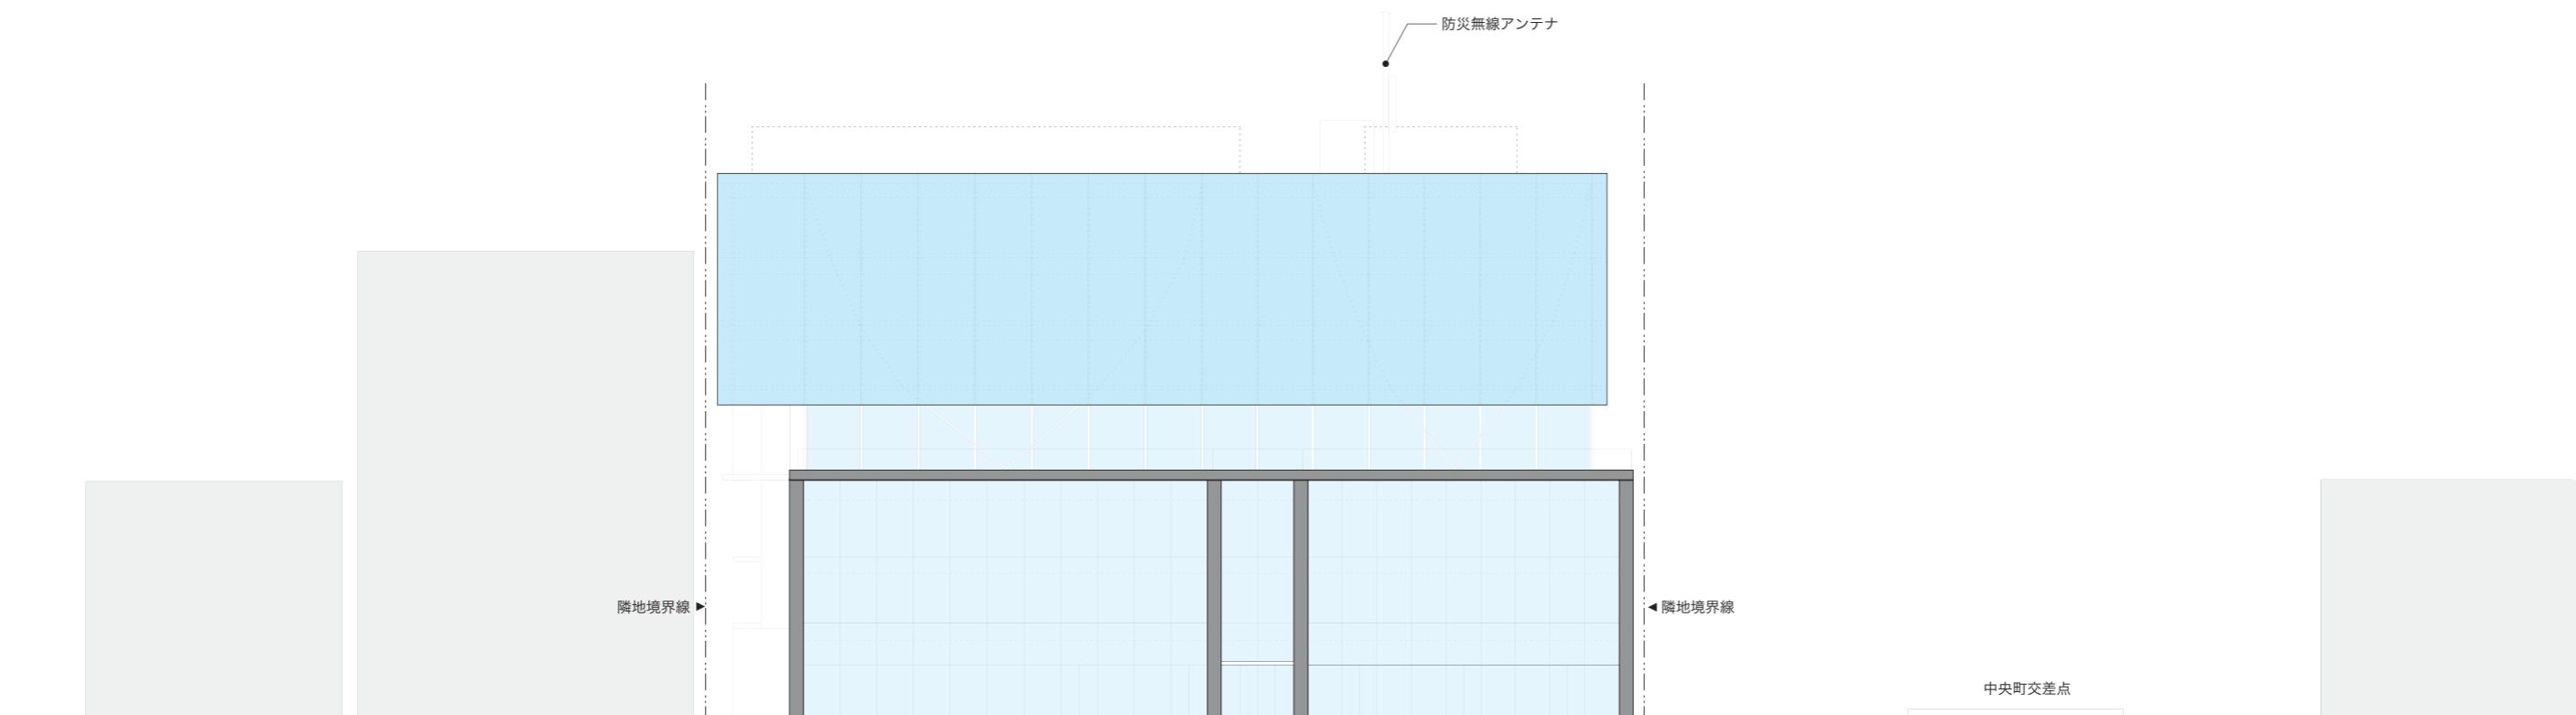 防災無線アンテナ
隣地境界線
隣地境界線
中央町交差点